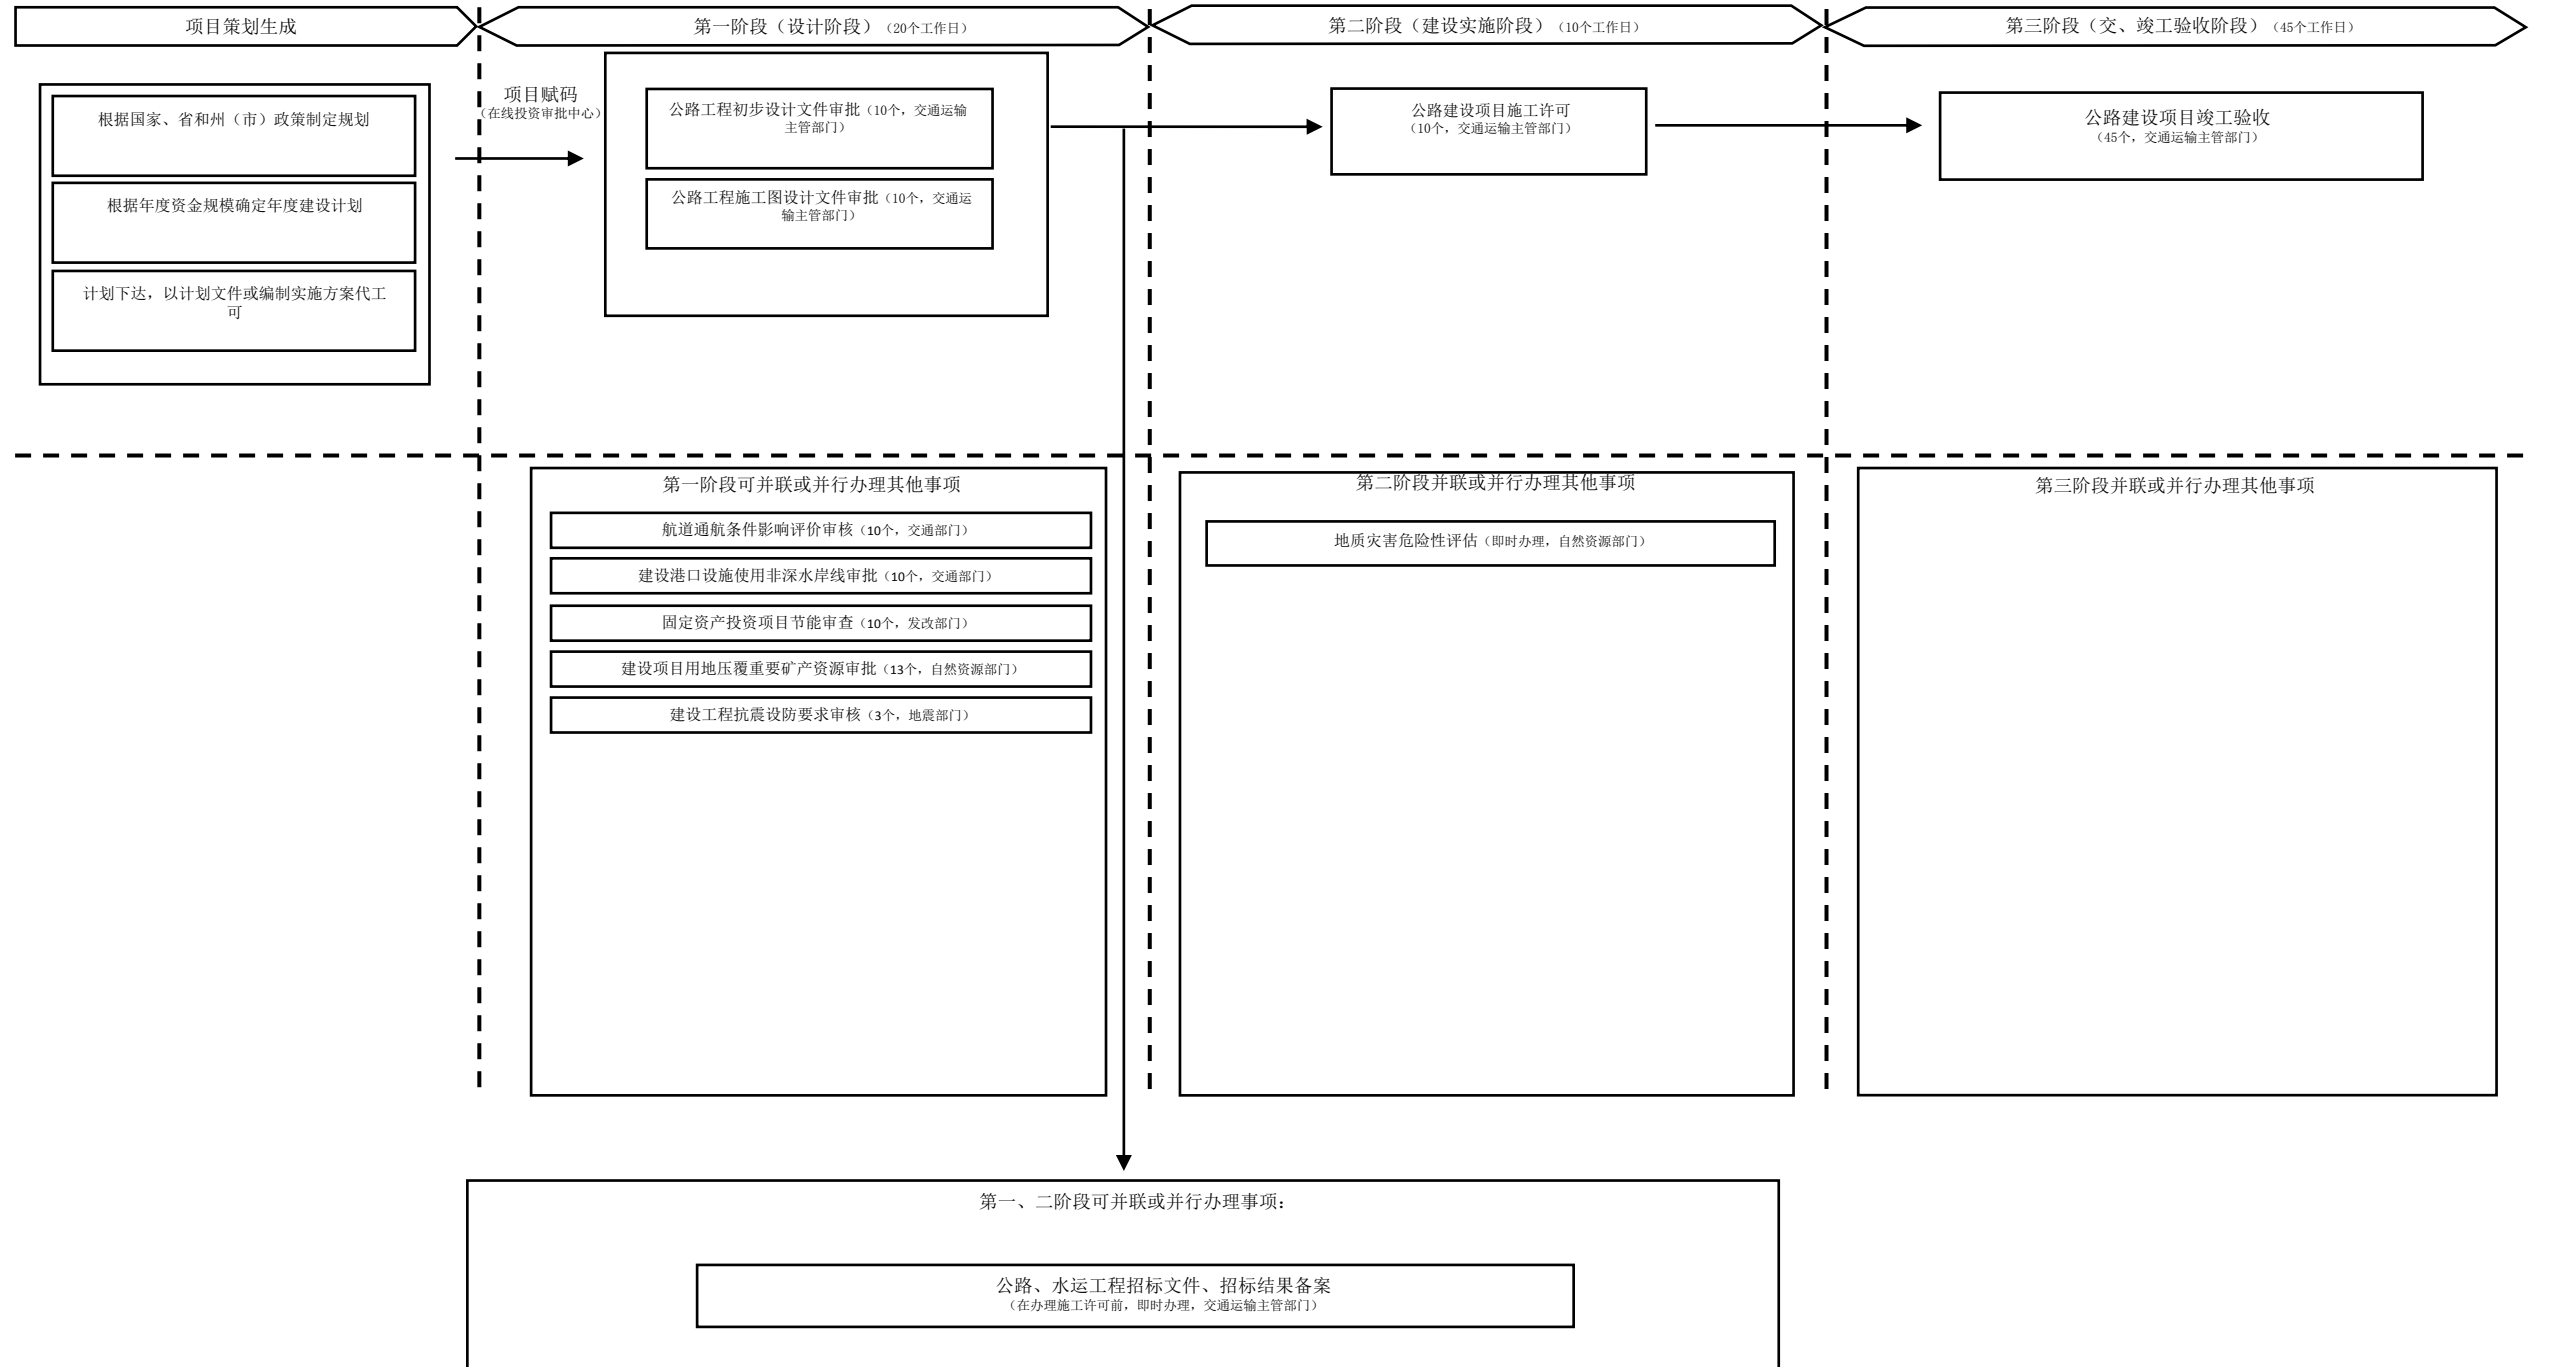 项目策划生成
第一阶段（设计阶段）（20个工作日）
第二阶段（建设实施阶段）（10个工作日）
第三阶段（交、竣工验收阶段）（45个工作日）
根据国家、省和州（市）政策制定规划
根据年度资金规模确定年度建设计划
计划下达，以计划文件或编制实施方案代工
可
项目赋码
（在线投资审批中心）
公路工程初步设计文件审批（10个，交通运输
主管部门）
公路工程施工图设计文件审批（10个，交通运
输主管部门）
公路建设项目施工许可
（10个，交通运输主管部门）
公路建设项目竣工验收
（45个，交通运输主管部门）
第一阶段可并联或并行办理其他事项
航道通航条件影响评价审核（10个，交通部门）
建设港口设施使用非深水岸线审批（10个，交通部门）
固定资产投资项目节能审查（10个，发改部门）
建设项目用地压覆重要矿产资源审批（13个，自然资源部门）
建设工程抗震设防要求审核（3个，地震部门）
第二阶段并联或并行办理其他事项
地质灾害危险性评估（即时办理，自然资源部门）
第三阶段并联或并行办理其他事项
第一、二阶段可并联或并行办理事项：
公路、水运工程招标文件、招标结果备案
（在办理施工许可前，即时办理，交通运输主管部门）